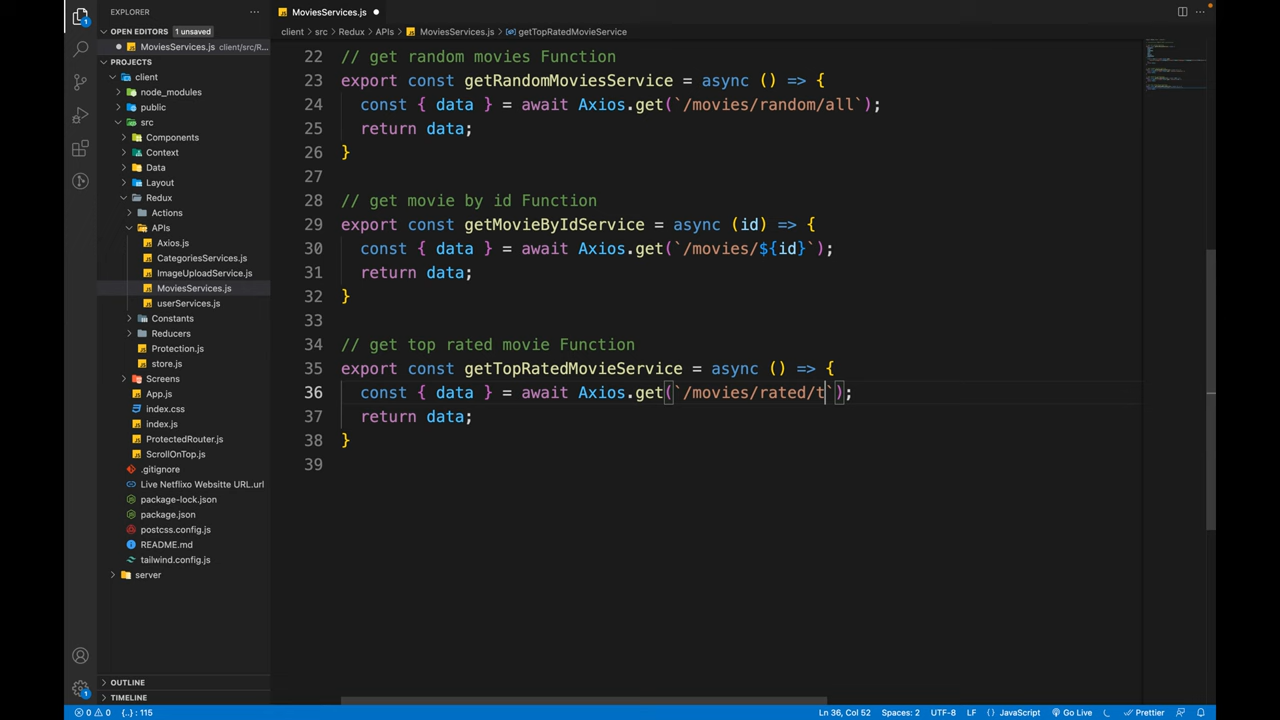 EXPLORER
MoviesServices.js
OPEN EDITORS 1 unsaved
client src Redux APIs MoviesServices.js getTopRatedMovieService
MoviesServices.js client/src/R...
PROJECTS
client
node_modules
public
src
Components
Context
Data
Layout
Redux
Actions
APIs
Axios.js
CategoriesServices.js
ImageUploadService.js
MoviesServices.js
userServices.js
Constants
Reducers
Protection.js
store.js
Screens
App.js
index.css
index.js
ProtectedRouter.js
ScrollOnTop.js
.gitignore
Live Netflixo Websitte URL.url
package-lock.json
package.json
postcss.config.js
README.md
tailwind.config.js
server
OUTLINE
TIMELINE
22 // get random movies Function
23 export const getRandomMoviesService = async () => {
24 const { data } = await Axios.get(`/movies/random/all`);
25 return data;
26 }
27
28 // get movie by id Function
29 export const getMovieByIdService = async (id) => {
30 const { data } = await Axios.get(`/movies/${id}`);
31 return data;
32 }
33
34 // get top rated movie Function
35 export const getTopRatedMovieService = async () => {
36 const { data } = await Axios.get(`/movies/rated/t`);
37 return data;
38 }
39
0 0 {..} : 115 Ln 36, Col 52 Spaces: 2 UTF-8 LF {} JavaScript Go Live Prettier